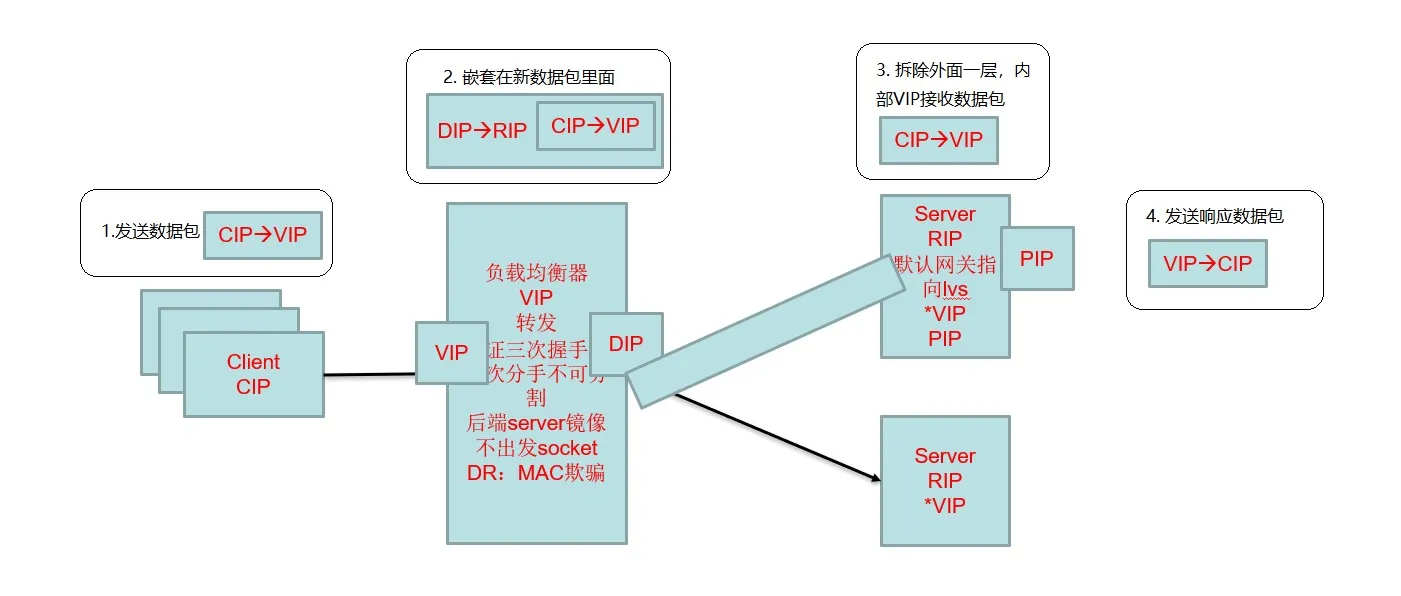 2. 嵌套在新数据包里面
DIP→RIP
CIP→VIP
3. 拆除外面一层，内
部VIP接收数据包
CIP→VIP
1.发送数据包
CIP→VIP
4. 发送响应数据包
VIP→CIP
Client
CIP
VIP
负载均衡器
VIP
转发
证三次握手
次分手不可分
割
后端server镜像
不出发socket
DR：MAC欺骗
DIP
Server
RIP
默认网关指
向lvs
*VIP
PIP
PIP
Server
RIP
*VIP